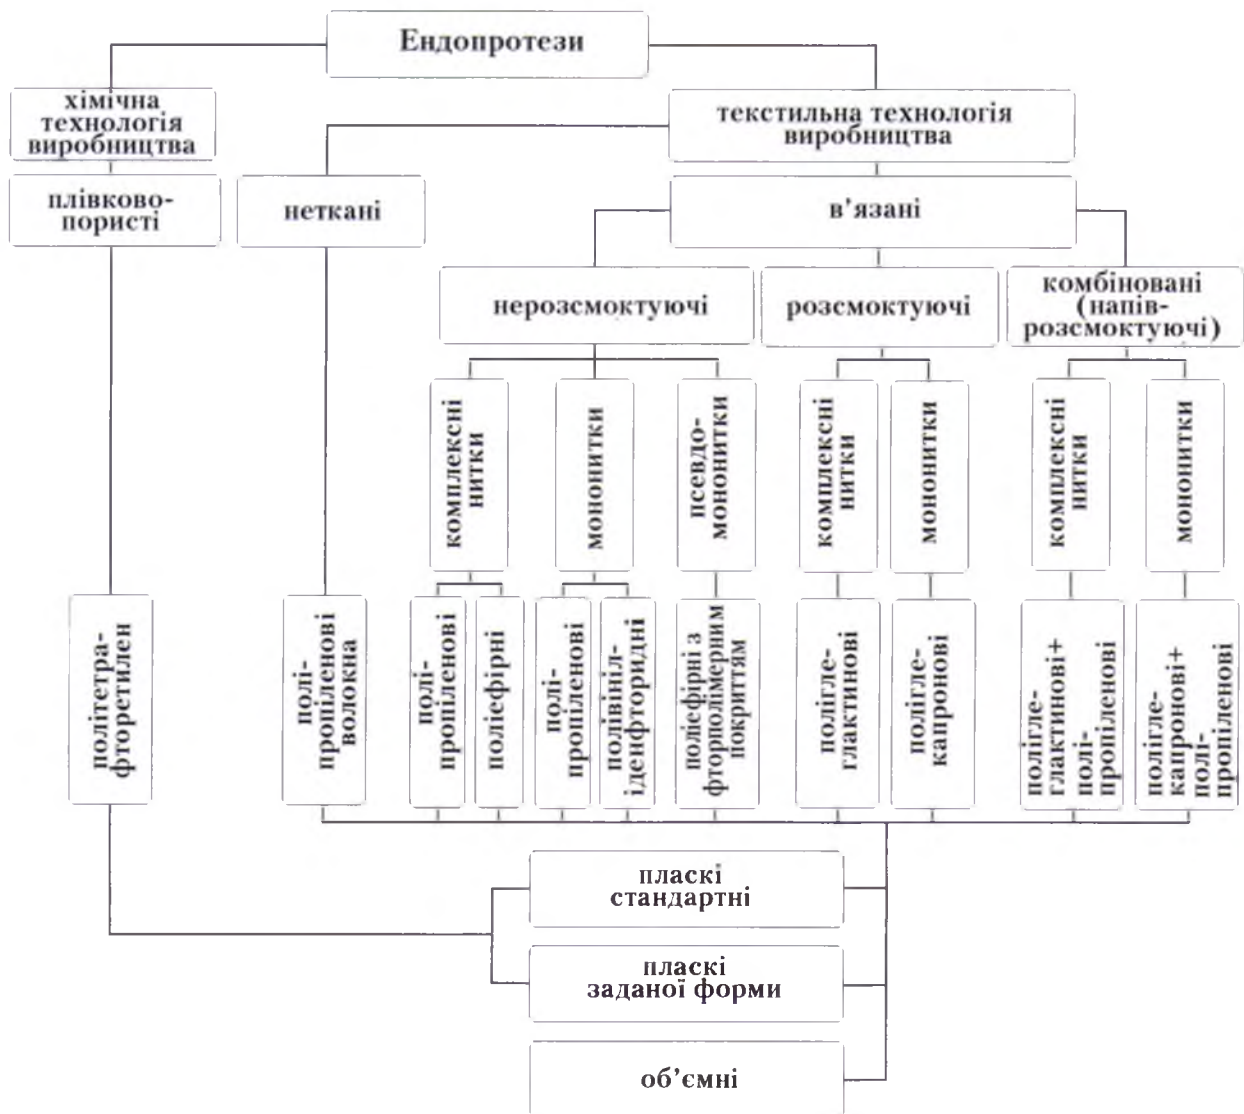 Ендопротези
хімічна
технологія
виробництва
текстильна технологія
виробництва
плівково-
пористі
неткані
в’язані
нерозсмоктуючі
розсмоктуючі
комбіновані
(напів-
розсмоктуючі)
комплексні
нитки
мононитки
псевдо-
мононитки
комплексні
нитки
мононитки
комплексні
нитки
мононитки
політетра-
фторетилен
полі-
пропіленові
волокна
полі-
пропіленові
поліефірні
полі-
пропіленові
полівініл-
іденфторидні
поліефірні з
фторполімерним
покриттям
полігле-
глактинові
полігле-
капронові
полігле-
глактинові+
полі-
пропіленові
полігле-
капронові+
полі-
пропіленові
пласкі
стандартні
пласкі
заданої форми
об’ємні